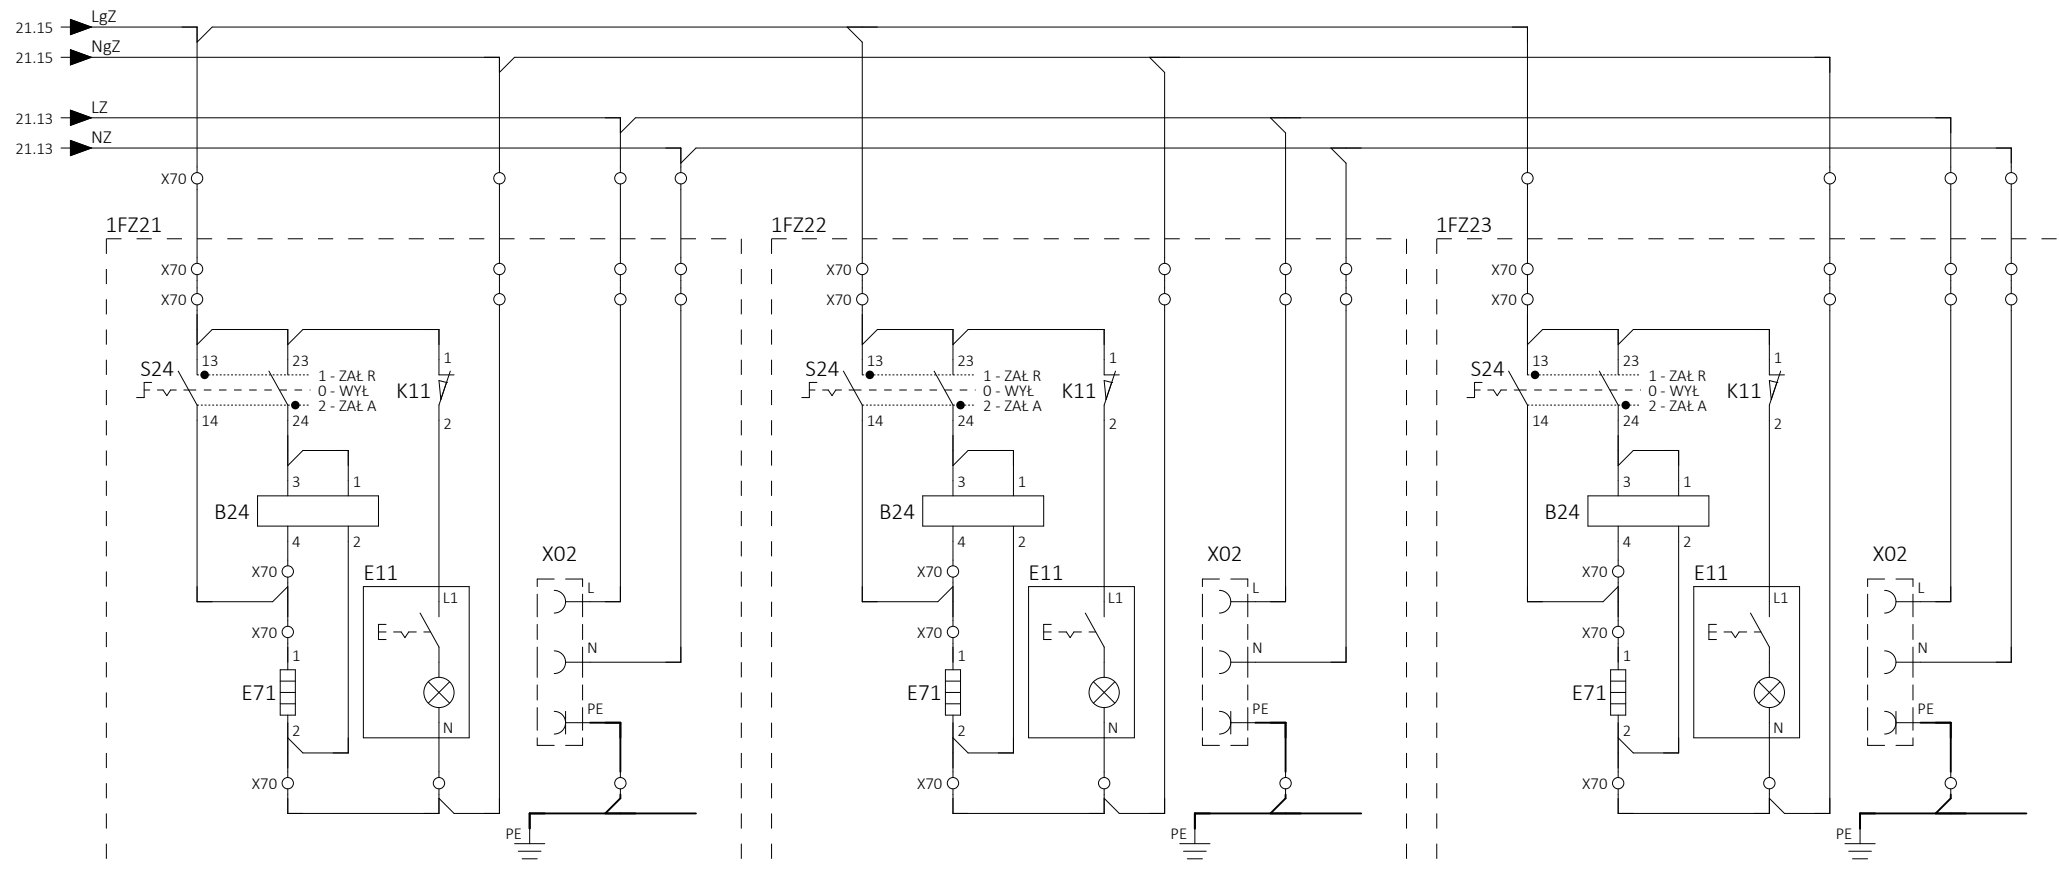 LgZ
21.15
NgZ
21.15
LZ
21.13
NZ
21.13
X70
1FZ21 1FZ22 1FZ23
X70 X70 X70
X70 X70 X70
13 23 1 13 23 1 13 23 1
S24 1 - ZAŁ R S24 1 - ZAŁ R S24 1 - ZAŁ R
0 - WYŁ K11 0 - WYŁ K11 0 - WYŁ K11
2 - ZAŁ A 2 - ZAŁ A 2 - ZAŁ A
14 24 2 14 24 2 14 24 2
3 1 3 1 3 1
B24 B24 B24
4 2 4 2 4 2
X02 X02 X02
X70 E11 X70 E11 X70 E11
L1 L L1 L L1 L
X70 X70 X70
1 N 1 N 1 N
E71 E71 E71
PE PE PE
2 N 2 N 2 N
X70 X70 X70
PE PE PE